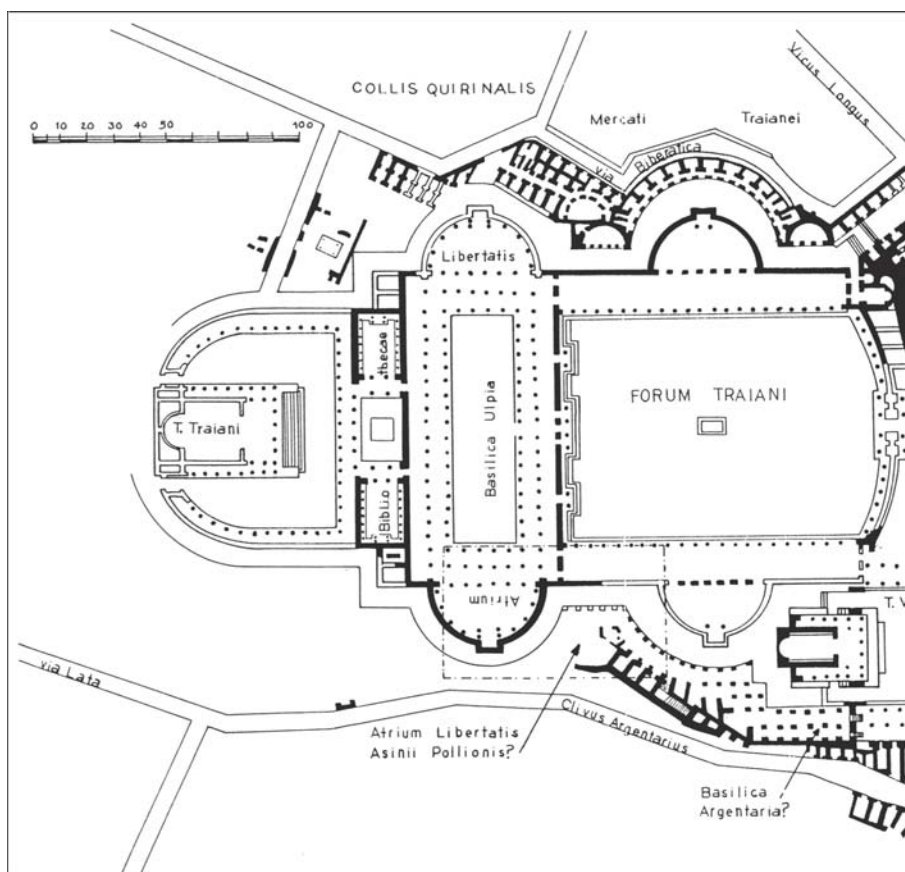 Vicus Longus
COLLIS QUIRINALIS
Mercati Traianei
0 10 20 30 40 50 100
via Biberatica
Libertatis
thecae
FORUM TRAIANI
T. Traiani
Basilica Ulpia
Biblio
Atrium
T. V
via Lata
Clivus Argentarius
Atrium Libertatis
Asinii Pollionis?
Basilica
Argentaria?